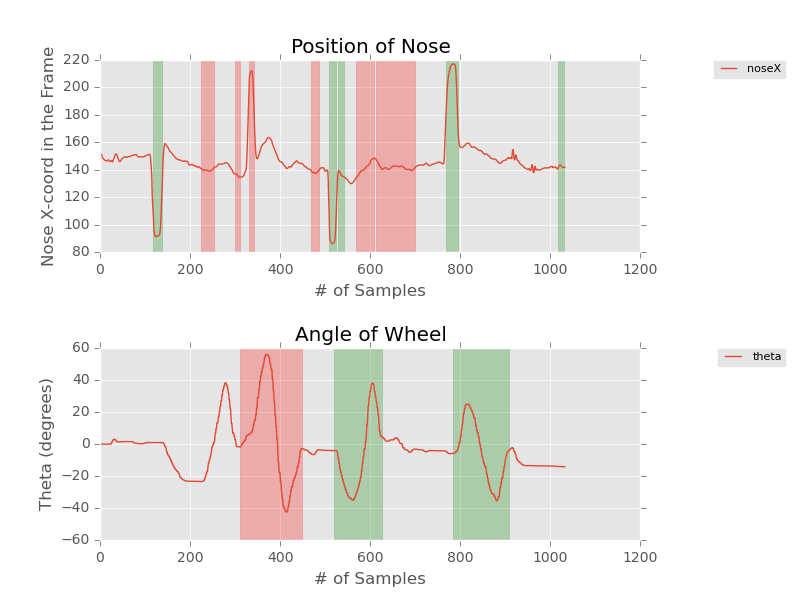 Position of Nose
Nose X-coord in the Frame
220
200
180
160
140
120
100
80
0 200 400 600 800 1000 1200
# of Samples
noseX
Angle of Wheel
Theta (degrees)
60
40
20
0
−20
−40
−60
0 200 400 600 800 1000 1200
# of Samples
theta